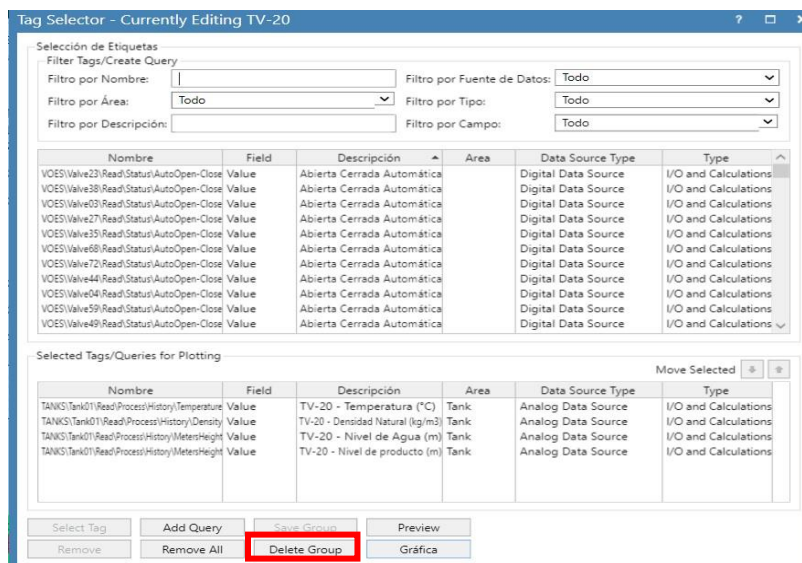 Tag Selector - Currently Editing TV-20 ?
Selección de Etiquetas
Filter Tags/Create Query
Filtro por Nombre: Filtro por Fuente de Datos: Todo
Filtro por Área: Todo Filtro por Tipo: Todo
Filtro por Descripción: Filtro por Campo: Todo
Nombre Field Descripción Area Data Source Type Type
VOES\Valve23\Read\Status\AutoOpen-Close Value Abierta Cerrada Automática Digital Data Source I/O and Calculations
VOES\Valve38\Read\Status\AutoOpen-Close Value Abierta Cerrada Automática Digital Data Source I/O and Calculations
VOES\Valve03\Read\Status\AutoOpen-Close Value Abierta Cerrada Automática Digital Data Source I/O and Calculations
VOES\Valve27\Read\Status\AutoOpen-Close Value Abierta Cerrada Automática Digital Data Source I/O and Calculations
VOES\Valve35\Read\Status\AutoOpen-Close Value Abierta Cerrada Automática Digital Data Source I/O and Calculations
VOES\Valve68\Read\Status\AutoOpen-Close Value Abierta Cerrada Automática Digital Data Source I/O and Calculations
VOES\Valve72\Read\Status\AutoOpen-Close Value Abierta Cerrada Automática Digital Data Source I/O and Calculations
VOES\Valve44\Read\Status\AutoOpen-Close Value Abierta Cerrada Automática Digital Data Source I/O and Calculations
VOES\Valve04\Read\Status\AutoOpen-Close Value Abierta Cerrada Automática Digital Data Source I/O and Calculations
VOES\Valve59\Read\Status\AutoOpen-Close Value Abierta Cerrada Automática Digital Data Source I/O and Calculations
VOES\Valve49\Read\Status\AutoOpen-Close Value Abierta Cerrada Automática Digital Data Source I/O and Calculations
Selected Tags/Queries for Plotting
Move Selected
Nombre Field Descripción Area Data Source Type Type
TANKS\Tank01\Read\Process\History\Temperature Value TV-20 - Temperatura (°C) Tank Analog Data Source I/O and Calculations
TANKS\Tank01\Read\Process\History\Density Value TV-20 - Densidad Natural (kg/m3) Tank Analog Data Source I/O and Calculations
TANKS\Tank01\Read\Process\History\MetersHeight Value TV-20 - Nivel de Agua (m) Tank Analog Data Source I/O and Calculations
TANKS\Tank01\Read\Process\History\MetersHeight Value TV-20 - Nivel de producto (m) Tank Analog Data Source I/O and Calculations
Select Tag Add Query Save Group Preview
Remove Remove All Delete Group Gráfica